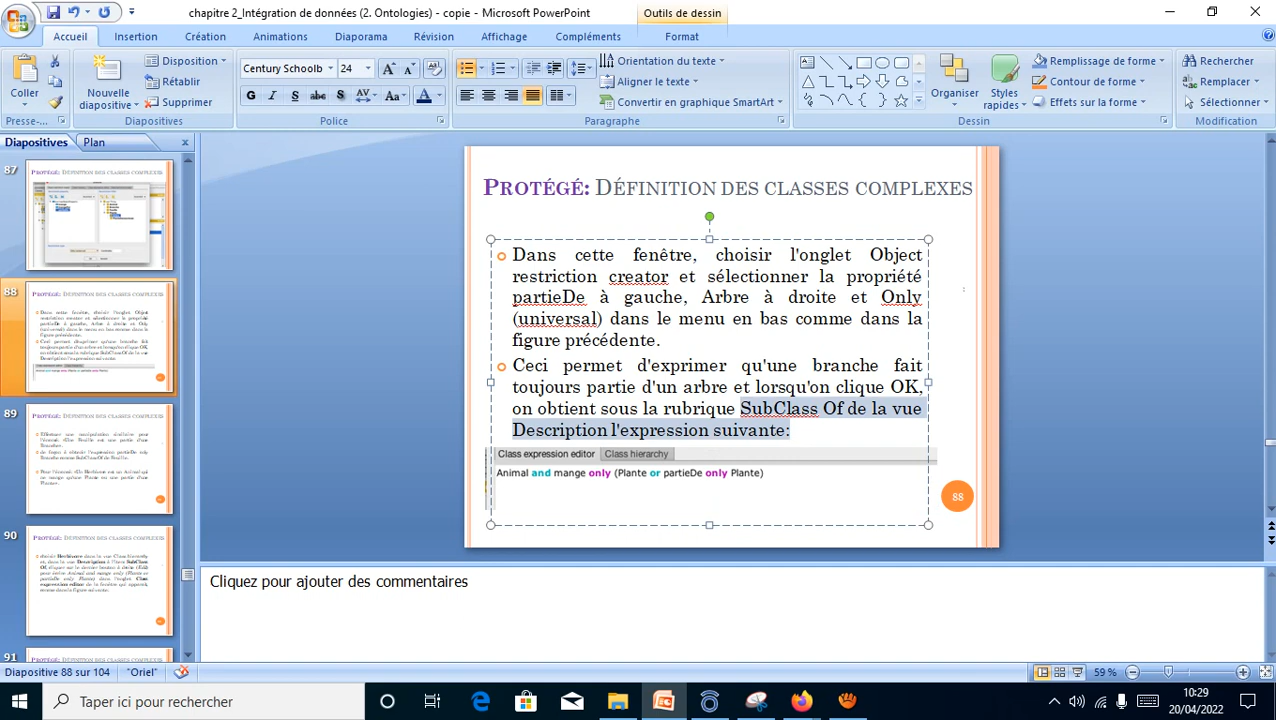 chapitre 2_Intégration de données (2. Ontologies) - copie - Microsoft PowerPoint
Outils de dessin
Accueil Insertion Création Animations Diaporama Révision Affichage Compléments Format
Coller
Presse-...
Nouvelle diapositive
Disposition
Rétablir
Supprimer
Diapositives
Century Schoolb 24
G I S abc S AV Aa A
Police
Orientation du texte
Aligner le texte
Convertir en graphique SmartArt
Paragraphe
Organiser
Styles rapides
Remplissage de forme
Contour de forme
Effets sur la forme
Dessin
Rechercher
Remplacer
Sélectionner
Modification
Diapositives Plan
87
88
89
90
91
PROTÉGÉ: DÉFINITION DES CLASSES COMPLEXES
Dans cette fenêtre, choisir l'onglet Object
restriction creator et sélectionner la propriété
partieDe à gauche, Arbre à droite et Only
(universal) dans le menu en bas comme dans la
figure précédente.
Ceci permet d'exprimer qu'une branche fait
toujours partie d'un arbre et lorsqu'on clique OK,
on obtient sous la rubrique SubClass Of de la vue
Description l'expression suivante:
Class expression editor Class hierarchy
Animal and mange only (Plante or partieDe only Plante)
88
Cliquez pour ajouter des commentaires
Diapositive 88 sur 104 "Oriel" 59 %
Taper ici pour rechercher
10:29
20/04/2022